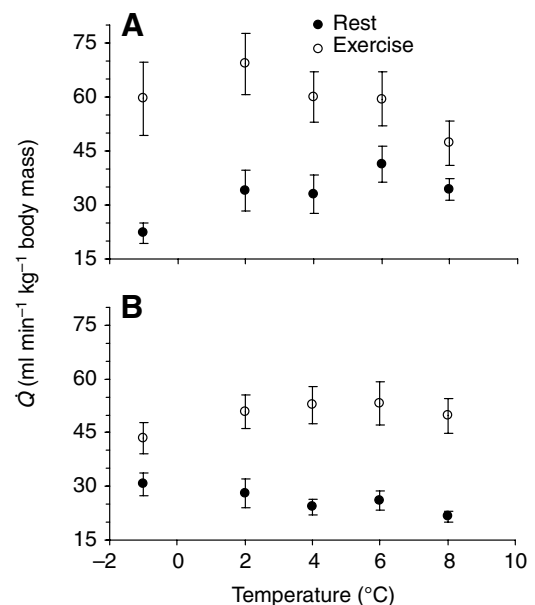 A
● Rest
○ Exercise
75
60
45
30
15
B
75
60
45
30
15
−2 0 2 4 6 8 10
Temperature (°C)
Q̇ (ml min⁻¹ kg⁻¹ body mass)